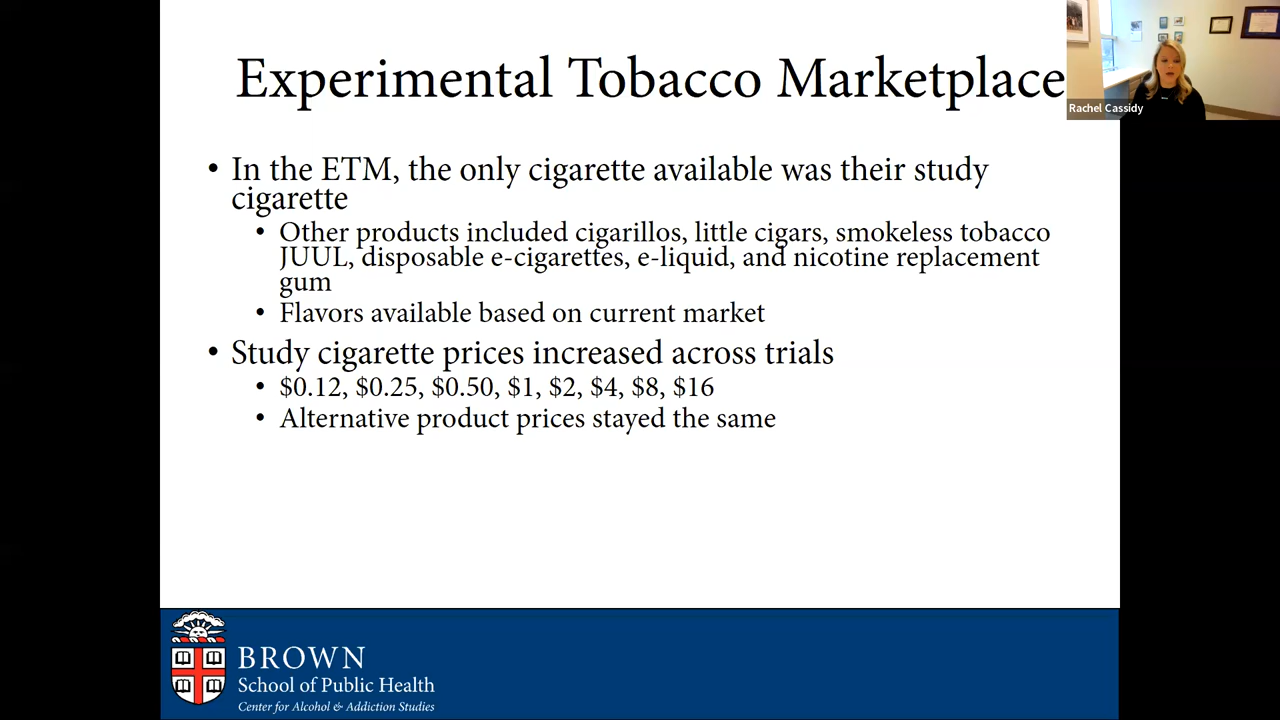 Experimental Tobacco Marketplace
Rachel Cassidy
• In the ETM, the only cigarette available was their study
cigarette
• Other products included cigarillos, little cigars, smokeless tobacco
JUUL, disposable e-cigarettes, e-liquid, and nicotine replacement
gum
• Flavors available based on current market
• Study cigarette prices increased across trials
• $0.12, $0.25, $0.50, $1, $2, $4, $8, $16
• Alternative product prices stayed the same
BROWN
School of Public Health
Center for Alcohol & Addiction Studies